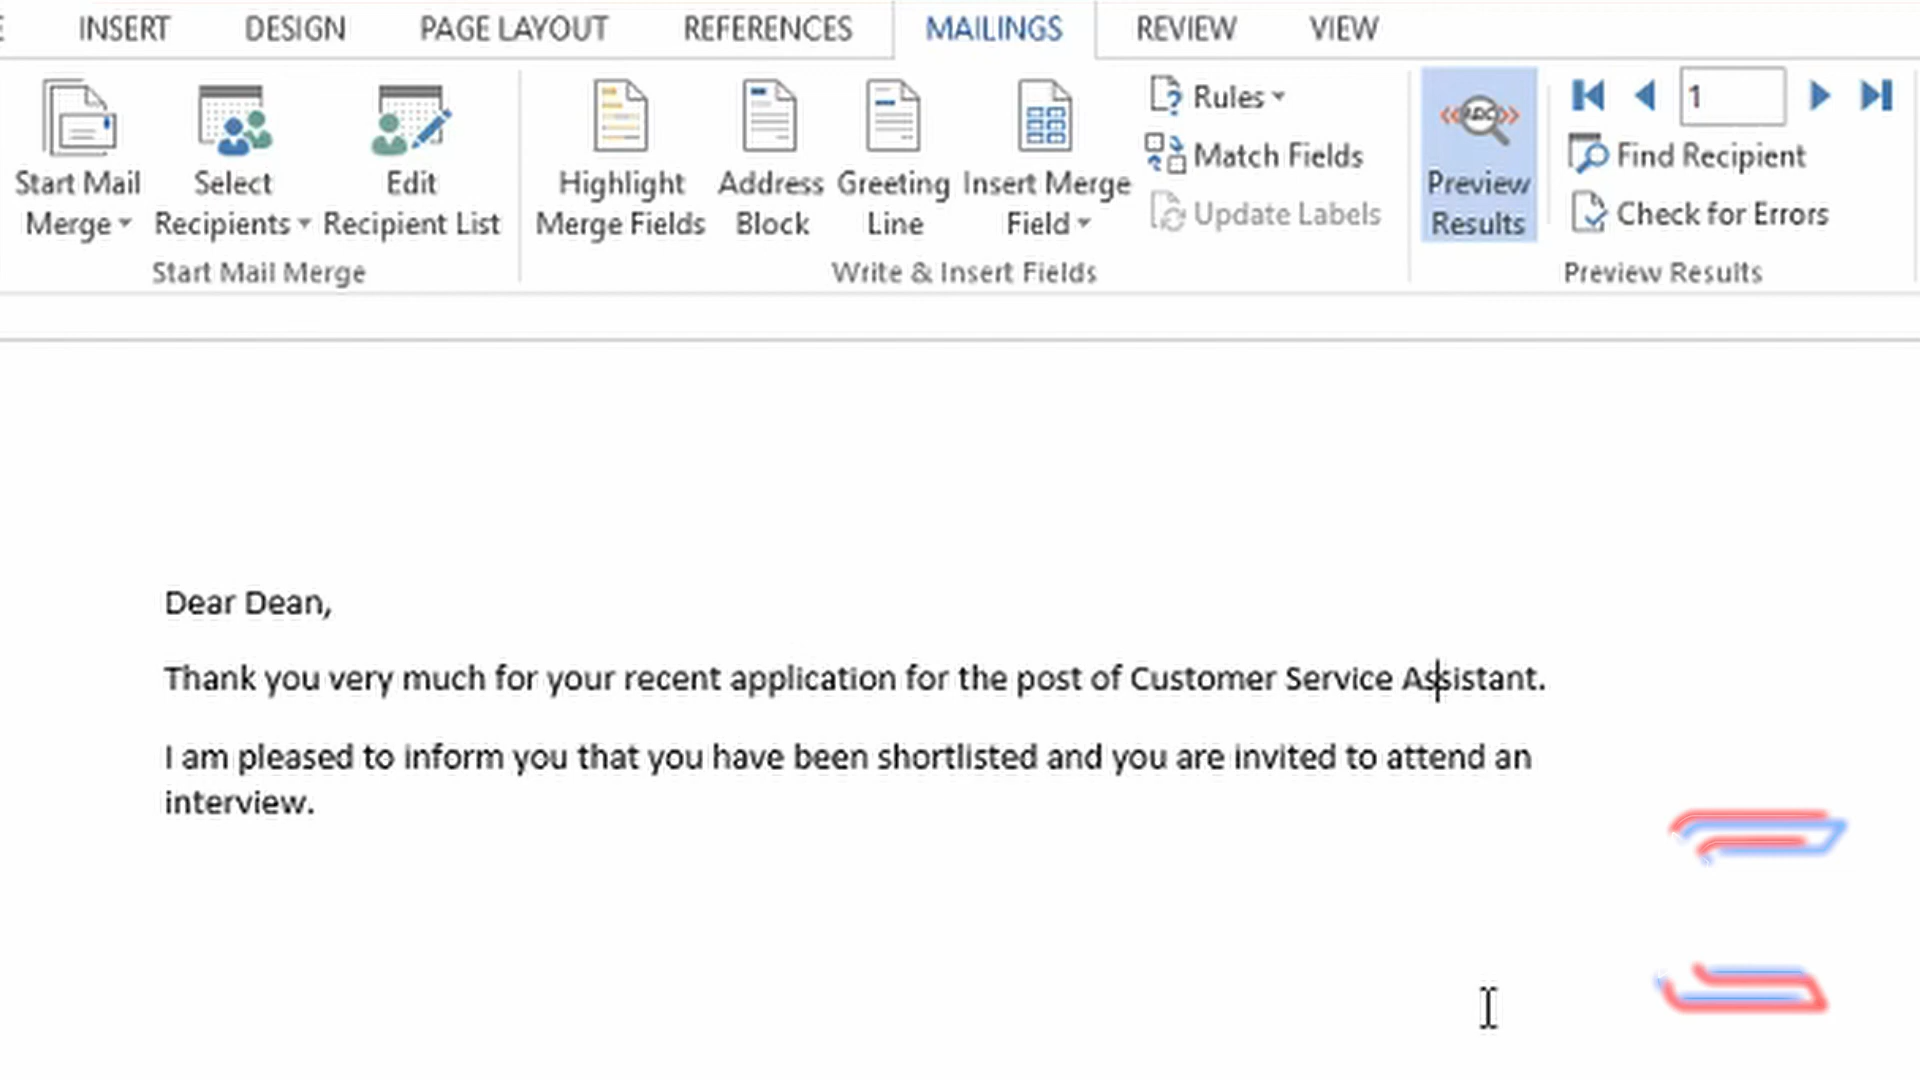 INSERT DESIGN PAGE LAYOUT REFERENCES MAILINGS REVIEW VIEW
Start Mail Merge
Select Recipients
Edit Recipient List
Highlight Merge Fields
Address Block
Greeting Line
Insert Merge Field
Rules
Match Fields
Update Labels
ABC
Preview Results
1
Find Recipient
Check for Errors
Start Mail Merge
Write & Insert Fields
Preview Results
Dear Dean,
Thank you very much for your recent application for the post of Customer Service Assistant.
I am pleased to inform you that you have been shortlisted and you are invited to attend an
interview.